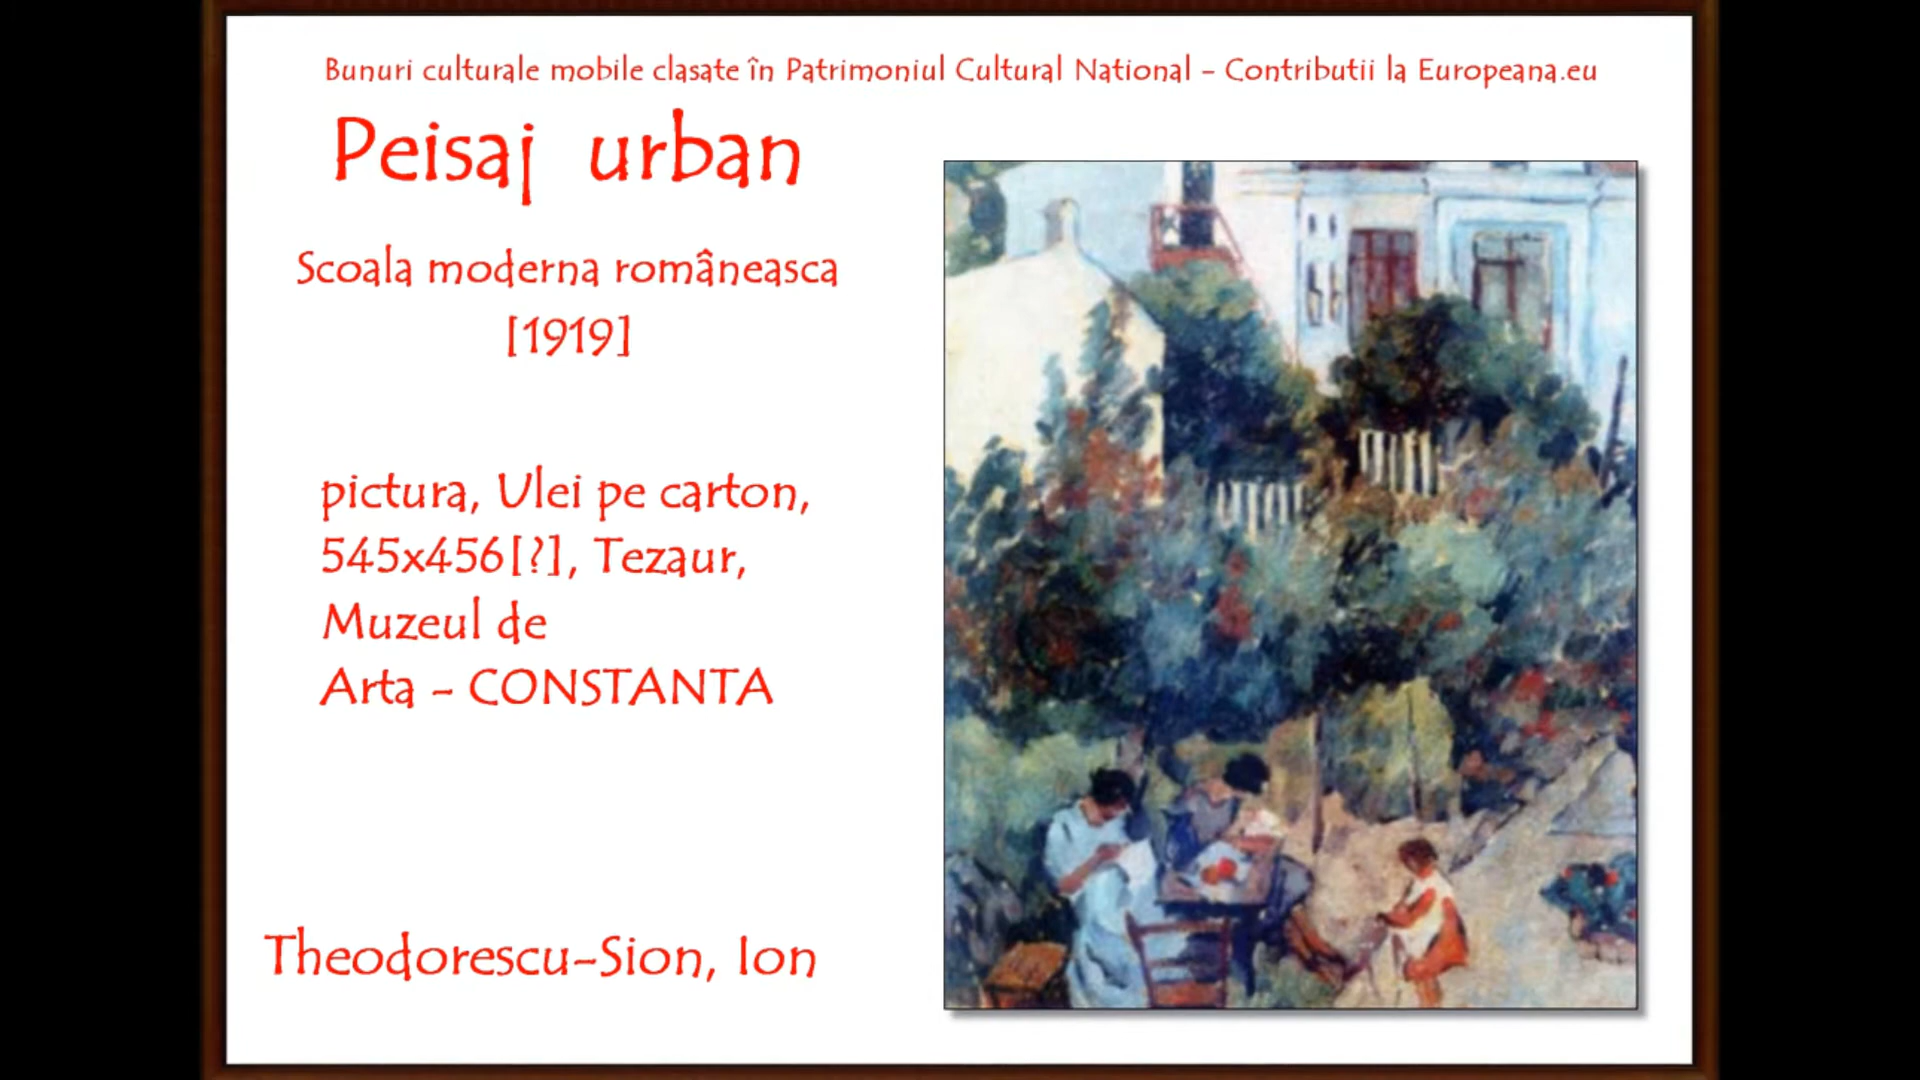 Bunuri culturale mobile clasate în Patrimoniul Cultural National - Contributii la Europeana.eu
Peisaj urban
Scoala moderna româneasca
[1919]
pictura, Ulei pe carton,
545x456[?], Tezaur,
Muzeul de
Arta - CONSTANTA
Theodorescu-Sion, Ion